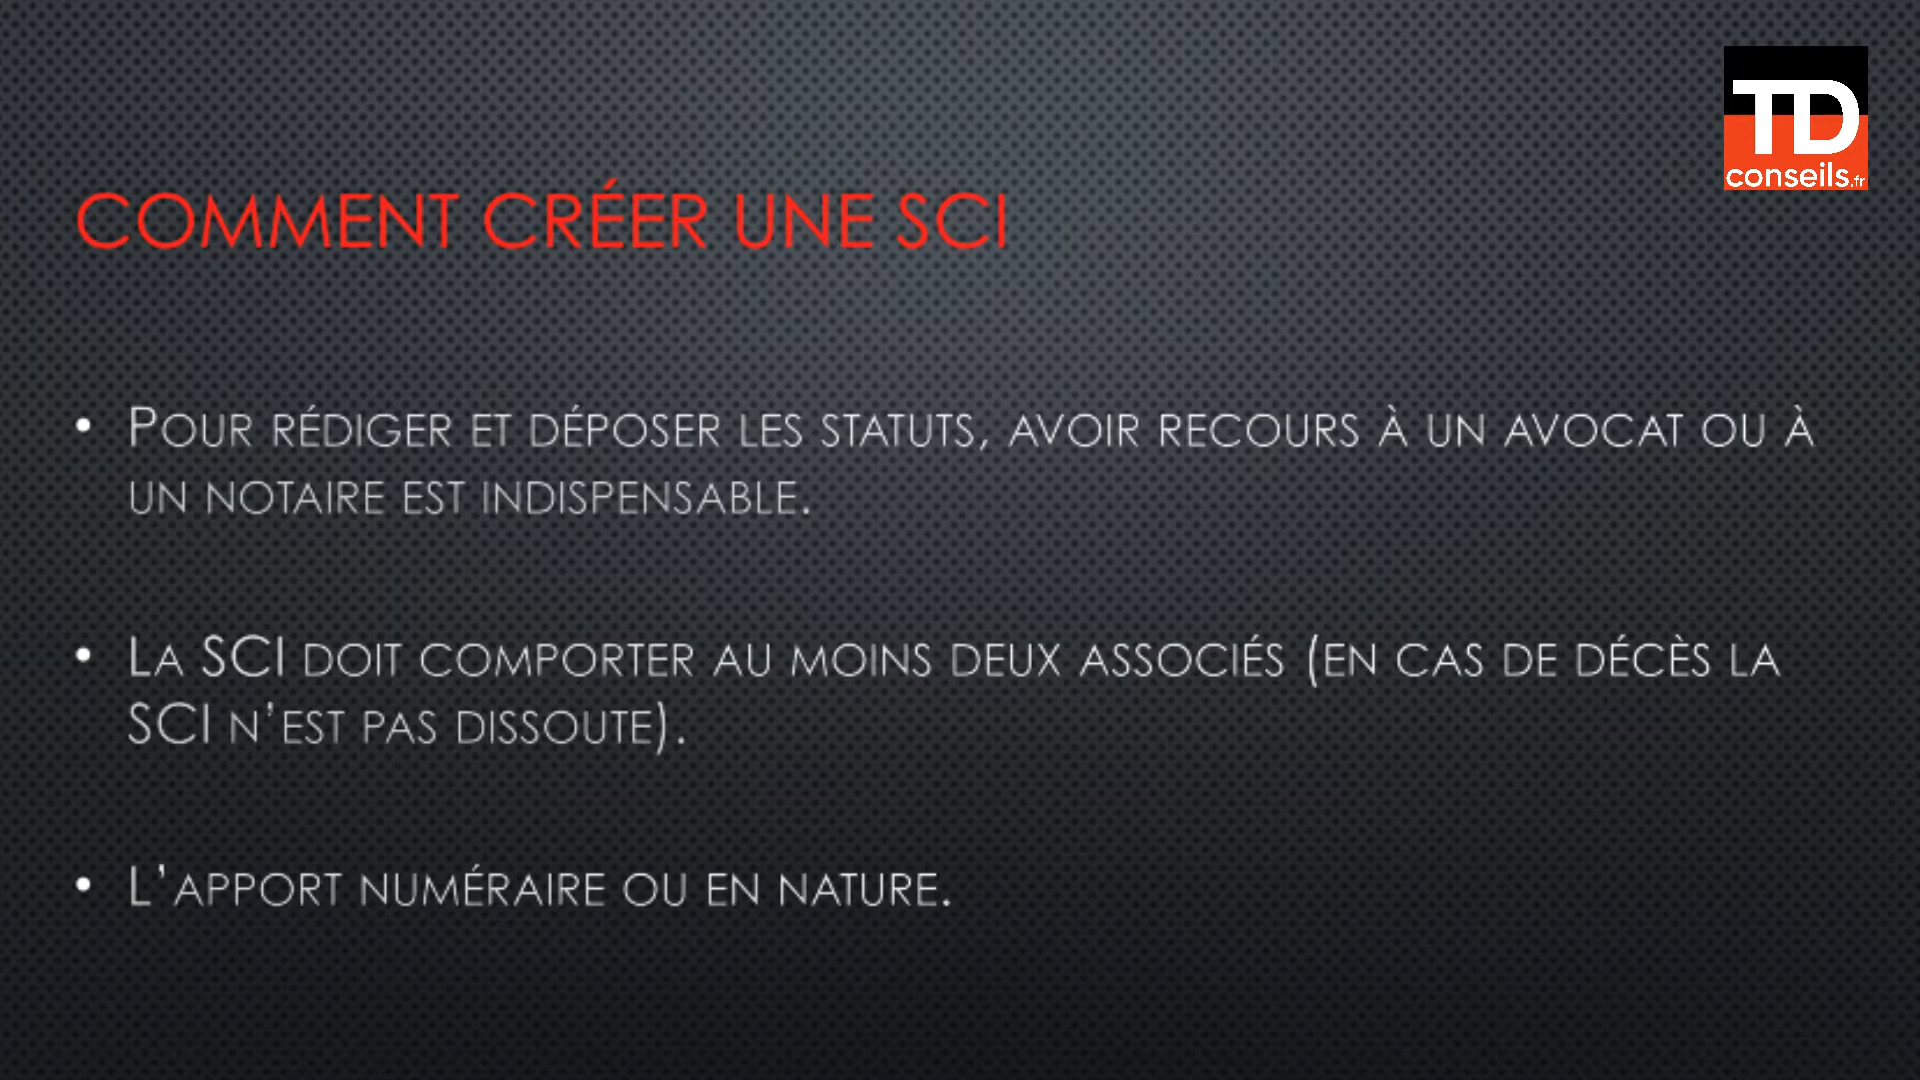 TD
conseils.fr
COMMENT CRÉER UNE SCI
• POUR RÉDIGER ET DÉPOSER LES STATUTS, AVOIR RECOURS À UN AVOCAT OU À
UN NOTAIRE EST INDISPENSABLE.
• LA SCI DOIT COMPORTER AU MOINS DEUX ASSOCIÉS (EN CAS DE DÉCÈS LA
SCI N’EST PAS DISSOUTE).
• L’APPORT NUMÉRAIRE OU EN NATURE.